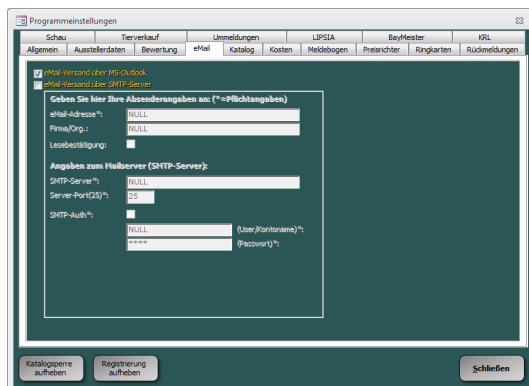 Programmeinstellungen
Schau Tierverkauf Ummeldungen LIPSIA BayMeister KRL
Allgemein Ausstellerdaten Bewertung eMail Katalog Kosten Meldebogen Preisrichter Ringkarten Rückmeldungen
eMail-Versand über MS-Outlook
eMail-Versand über SMTP-Server
Geben Sie hier Ihre Absenderangaben an: (*=Pflichtangaben)
eMail-Adresse*: NULL
Firma/Org.: NULL
Lesebestätigung:
Angaben zum Mailserver (SMTP-Server):
SMTP-Server*: NULL
Server-Port(25)*: 25
SMTP-Auth*:
NULL (User/Kontoname)*:
**** (Passwort)*:
Katalogsperre aufheben
Registrierung aufheben
Schließen